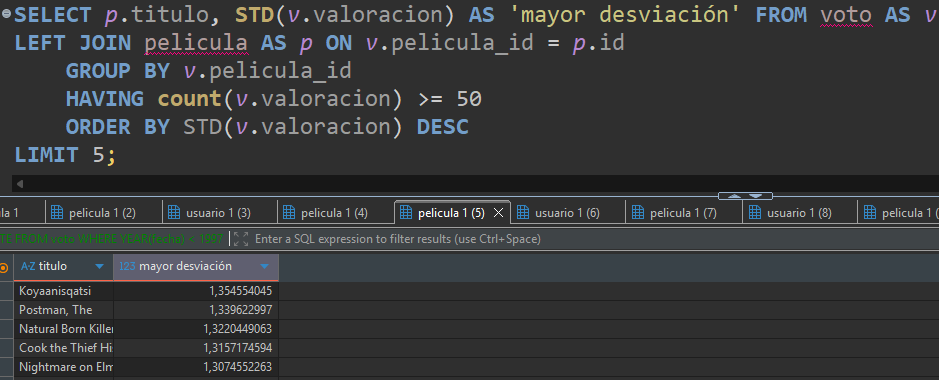 SELECT p.titulo, STD(v.valoracion) AS 'mayor desviación' FROM voto AS v
LEFT JOIN pelicula AS p ON v.pelicula_id = p.id
GROUP BY v.pelicula_id
HAVING count(v.valoracion) >= 50
ORDER BY STD(v.valoracion) DESC
LIMIT 5;
ula 1 pelicula 1 (2) usuario 1 (3) pelicula 1 (4) pelicula 1 (5) usuario 1 (6) pelicula 1 (7) usuario 1 (8) pelicula 1 (
TE FROM voto WHERE YEAR(fecha) < 1997 Enter a SQL expression to filter results (use Ctrl+Space)
A-Z titulo 123 mayor desviación
Koyaanisqatsi 1,354554045
Postman, The 1,339622997
Natural Born Killer 1,3220449063
Cook the Thief Hi 1,3157174594
Nightmare on Elm 1,3074552263